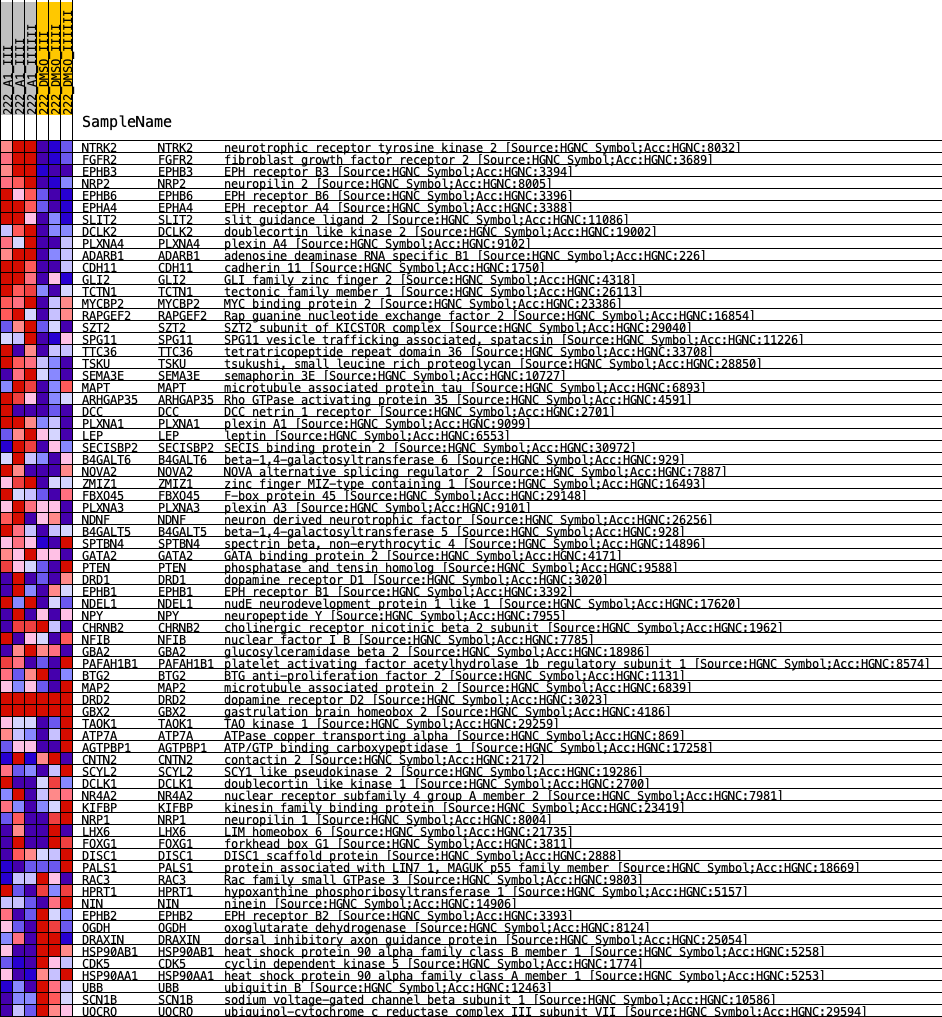 222_A1_III
222_A1_IIII
222_A1_IIIIII
222_DMSO_III
222_DMSO_IIII
222_DMSO_IIIIII
SampleName
NTRK2 NTRK2 neurotrophic receptor tyrosine kinase 2 [Source:HGNC Symbol;Acc:HGNC:8032]
FGFR2 FGFR2 fibroblast growth factor receptor 2 [Source:HGNC Symbol;Acc:HGNC:3689]
EPHB3 EPHB3 EPH receptor B3 [Source:HGNC Symbol;Acc:HGNC:3394]
NRP2 NRP2 neuropilin 2 [Source:HGNC Symbol;Acc:HGNC:8005]
EPHB6 EPHB6 EPH receptor B6 [Source:HGNC Symbol;Acc:HGNC:3396]
EPHA4 EPHA4 EPH receptor A4 [Source:HGNC Symbol;Acc:HGNC:3388]
SLIT2 SLIT2 slit guidance ligand 2 [Source:HGNC Symbol;Acc:HGNC:11086]
DCLK2 DCLK2 doublecortin like kinase 2 [Source:HGNC Symbol;Acc:HGNC:19002]
PLXNA4 PLXNA4 plexin A4 [Source:HGNC Symbol;Acc:HGNC:9102]
ADARB1 ADARB1 adenosine deaminase RNA specific B1 [Source:HGNC Symbol;Acc:HGNC:226]
CDH11 CDH11 cadherin 11 [Source:HGNC Symbol;Acc:HGNC:1750]
GLI2 GLI2 GLI family zinc finger 2 [Source:HGNC Symbol;Acc:HGNC:4318]
TCTN1 TCTN1 tectonic family member 1 [Source:HGNC Symbol;Acc:HGNC:26113]
MYCBP2 MYCBP2 MYC binding protein 2 [Source:HGNC Symbol;Acc:HGNC:23386]
RAPGEF2 RAPGEF2 Rap guanine nucleotide exchange factor 2 [Source:HGNC Symbol;Acc:HGNC:16854]
SZT2 SZT2 SZT2 subunit of KICSTOR complex [Source:HGNC Symbol;Acc:HGNC:29040]
SPG11 SPG11 SPG11 vesicle trafficking associated, spatacsin [Source:HGNC Symbol;Acc:HGNC:11226]
TTC36 TTC36 tetratricopeptide repeat domain 36 [Source:HGNC Symbol;Acc:HGNC:33708]
TSKU TSKU tsukushi, small leucine rich proteoglycan [Source:HGNC Symbol;Acc:HGNC:28850]
SEMA3E SEMA3E semaphorin 3E [Source:HGNC Symbol;Acc:HGNC:10727]
MAPT MAPT microtubule associated protein tau [Source:HGNC Symbol;Acc:HGNC:6893]
ARHGAP35 ARHGAP35 Rho GTPase activating protein 35 [Source:HGNC Symbol;Acc:HGNC:4591]
DCC DCC DCC netrin 1 receptor [Source:HGNC Symbol;Acc:HGNC:2701]
PLXNA1 PLXNA1 plexin A1 [Source:HGNC Symbol;Acc:HGNC:9099]
LEP LEP leptin [Source:HGNC Symbol;Acc:HGNC:6553]
SECISBP2 SECISBP2 SECIS binding protein 2 [Source:HGNC Symbol;Acc:HGNC:30972]
B4GALT6 B4GALT6 beta-1,4-galactosyltransferase 6 [Source:HGNC Symbol;Acc:HGNC:929]
NOVA2 NOVA2 NOVA alternative splicing regulator 2 [Source:HGNC Symbol;Acc:HGNC:7887]
ZMIZ1 ZMIZ1 zinc finger MIZ-type containing 1 [Source:HGNC Symbol;Acc:HGNC:16493]
FBXO45 FBXO45 F-box protein 45 [Source:HGNC Symbol;Acc:HGNC:29148]
PLXNA3 PLXNA3 plexin A3 [Source:HGNC Symbol;Acc:HGNC:9101]
NDNF NDNF neuron derived neurotrophic factor [Source:HGNC Symbol;Acc:HGNC:26256]
B4GALT5 B4GALT5 beta-1,4-galactosyltransferase 5 [Source:HGNC Symbol;Acc:HGNC:928]
SPTBN4 SPTBN4 spectrin beta, non-erythrocytic 4 [Source:HGNC Symbol;Acc:HGNC:14896]
GATA2 GATA2 GATA binding protein 2 [Source:HGNC Symbol;Acc:HGNC:4171]
PTEN PTEN phosphatase and tensin homolog [Source:HGNC Symbol;Acc:HGNC:9588]
DRD1 DRD1 dopamine receptor D1 [Source:HGNC Symbol;Acc:HGNC:3020]
EPHB1 EPHB1 EPH receptor B1 [Source:HGNC Symbol;Acc:HGNC:3392]
NDEL1 NDEL1 nudE neurodevelopment protein 1 like 1 [Source:HGNC Symbol;Acc:HGNC:17620]
NPY NPY neuropeptide Y [Source:HGNC Symbol;Acc:HGNC:7955]
CHRNB2 CHRNB2 cholinergic receptor nicotinic beta 2 subunit [Source:HGNC Symbol;Acc:HGNC:1962]
NFIB NFIB nuclear factor I B [Source:HGNC Symbol;Acc:HGNC:7785]
GBA2 GBA2 glucosylceramidase beta 2 [Source:HGNC Symbol;Acc:HGNC:18986]
PAFAH1B1 PAFAH1B1 platelet activating factor acetylhydrolase 1b regulatory subunit 1 [Source:HGNC Symbol;Acc:HGNC:8574]
BTG2 BTG2 BTG anti-proliferation factor 2 [Source:HGNC Symbol;Acc:HGNC:1131]
MAP2 MAP2 microtubule associated protein 2 [Source:HGNC Symbol;Acc:HGNC:6839]
DRD2 DRD2 dopamine receptor D2 [Source:HGNC Symbol;Acc:HGNC:3023]
GBX2 GBX2 gastrulation brain homeobox 2 [Source:HGNC Symbol;Acc:HGNC:4186]
TAOK1 TAOK1 TAO kinase 1 [Source:HGNC Symbol;Acc:HGNC:29259]
ATP7A ATP7A ATPase copper transporting alpha [Source:HGNC Symbol;Acc:HGNC:869]
AGTPBP1 AGTPBP1 ATP/GTP binding carboxypeptidase 1 [Source:HGNC Symbol;Acc:HGNC:17258]
CNTN2 CNTN2 contactin 2 [Source:HGNC Symbol;Acc:HGNC:2172]
SCYL2 SCYL2 SCY1 like pseudokinase 2 [Source:HGNC Symbol;Acc:HGNC:19286]
DCLK1 DCLK1 doublecortin like kinase 1 [Source:HGNC Symbol;Acc:HGNC:2700]
NR4A2 NR4A2 nuclear receptor subfamily 4 group A member 2 [Source:HGNC Symbol;Acc:HGNC:7981]
KIFBP KIFBP kinesin family binding protein [Source:HGNC Symbol;Acc:HGNC:23419]
NRP1 NRP1 neuropilin 1 [Source:HGNC Symbol;Acc:HGNC:8004]
LHX6 LHX6 LIM homeobox 6 [Source:HGNC Symbol;Acc:HGNC:21735]
FOXG1 FOXG1 forkhead box G1 [Source:HGNC Symbol;Acc:HGNC:3811]
DISC1 DISC1 DISC1 scaffold protein [Source:HGNC Symbol;Acc:HGNC:2888]
PALS1 PALS1 protein associated with LIN7 1, MAGUK p55 family member [Source:HGNC Symbol;Acc:HGNC:18669]
RAC3 RAC3 Rac family small GTPase 3 [Source:HGNC Symbol;Acc:HGNC:9803]
HPRT1 HPRT1 hypoxanthine phosphoribosyltransferase 1 [Source:HGNC Symbol;Acc:HGNC:5157]
NIN NIN ninein [Source:HGNC Symbol;Acc:HGNC:14906]
EPHB2 EPHB2 EPH receptor B2 [Source:HGNC Symbol;Acc:HGNC:3393]
OGDH OGDH oxoglutarate dehydrogenase [Source:HGNC Symbol;Acc:HGNC:8124]
DRAXIN DRAXIN dorsal inhibitory axon guidance protein [Source:HGNC Symbol;Acc:HGNC:25054]
HSP90AB1 HSP90AB1 heat shock protein 90 alpha family class B member 1 [Source:HGNC Symbol;Acc:HGNC:5258]
CDK5 CDK5 cyclin dependent kinase 5 [Source:HGNC Symbol;Acc:HGNC:1774]
HSP90AA1 HSP90AA1 heat shock protein 90 alpha family class A member 1 [Source:HGNC Symbol;Acc:HGNC:5253]
UBB UBB ubiquitin B [Source:HGNC Symbol;Acc:HGNC:12463]
SCN1B SCN1B sodium voltage-gated channel beta subunit 1 [Source:HGNC Symbol;Acc:HGNC:10586]
UQCRQ UQCRQ ubiquinol-cytochrome c reductase complex III subunit VII [Source:HGNC Symbol;Acc:HGNC:29594]